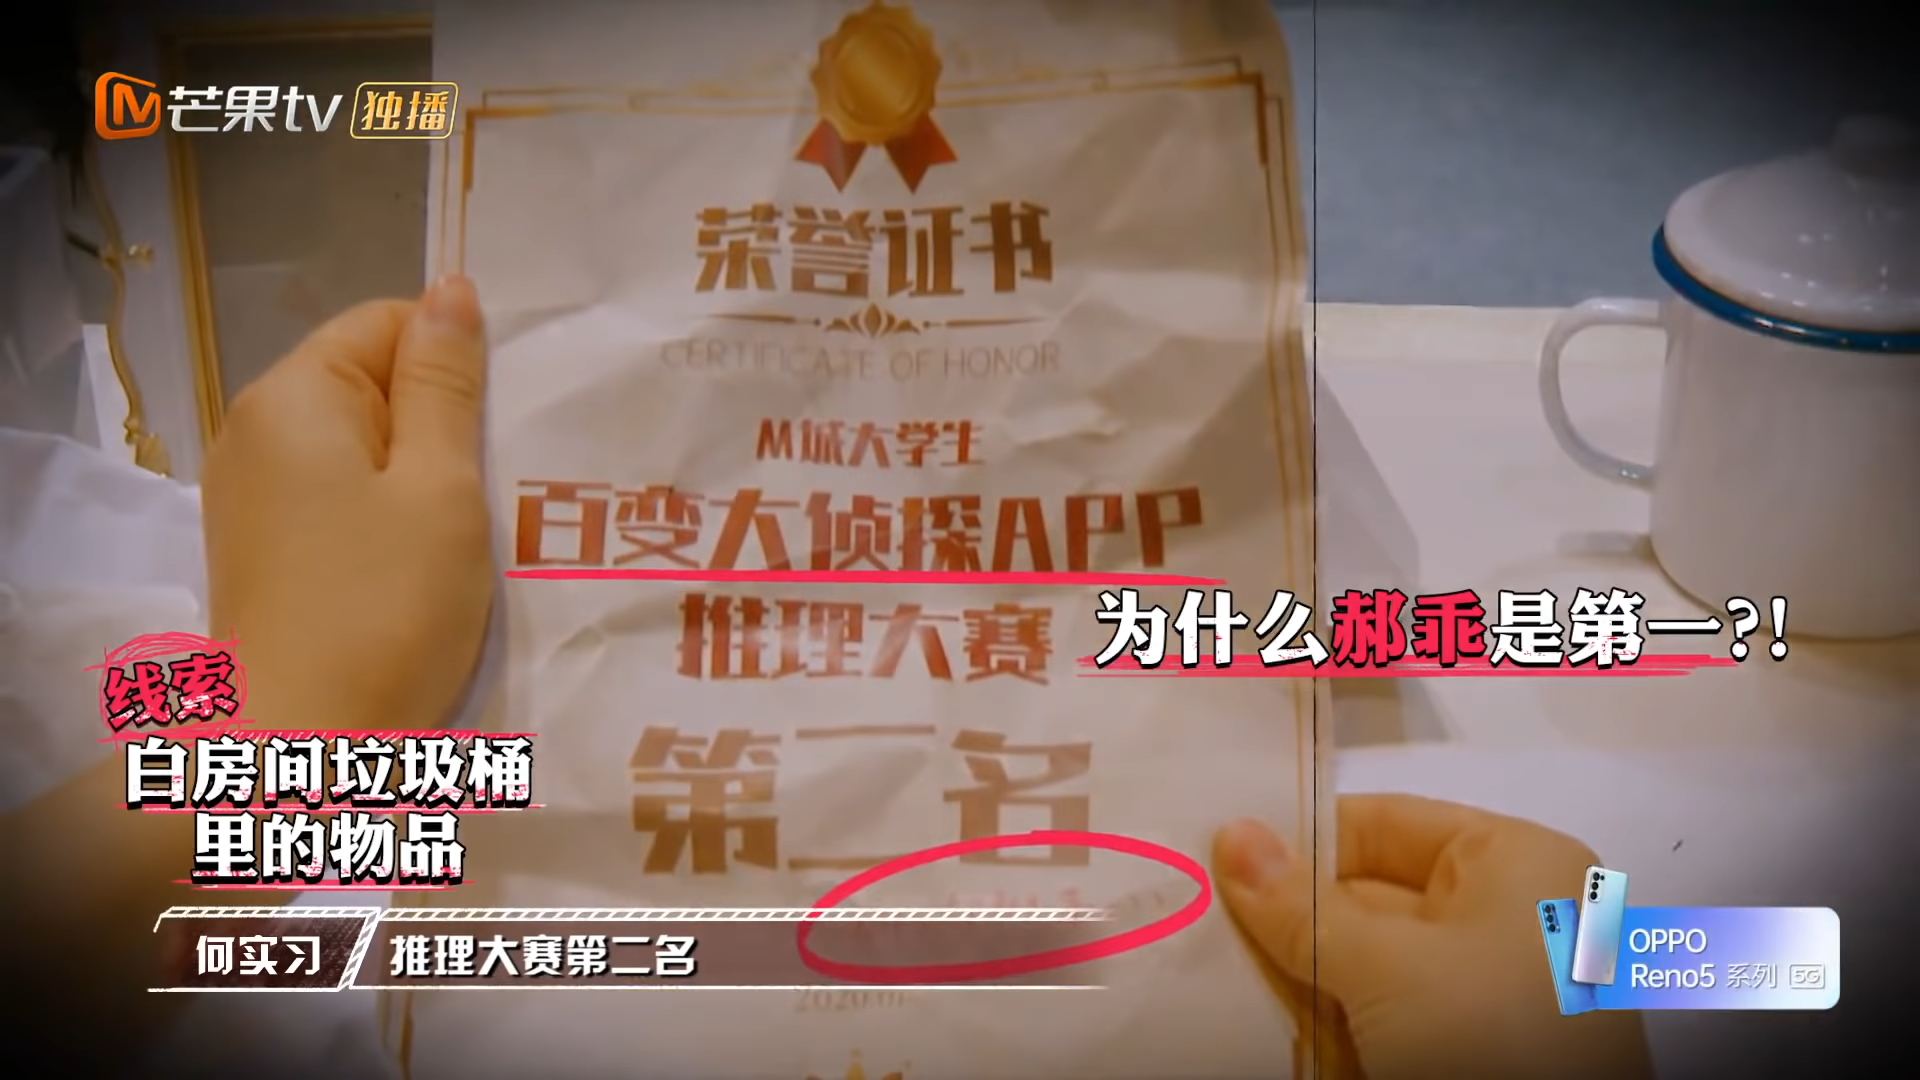 芒果tv 独播
荣誉证书
CERTIFICATE OF HONOR
M城大学生
百变大侦探APP
推理大赛
为什么郝乖是第一?!
第二名
线索
白房间垃圾桶
里的物品
何实习 推理大赛第二名
OPPO
Reno5 系列 5G